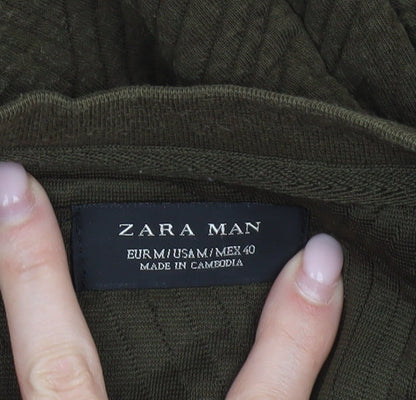 ZARA MAN
EUR M / USA M / MEX 40
MADE IN CAMBODIA